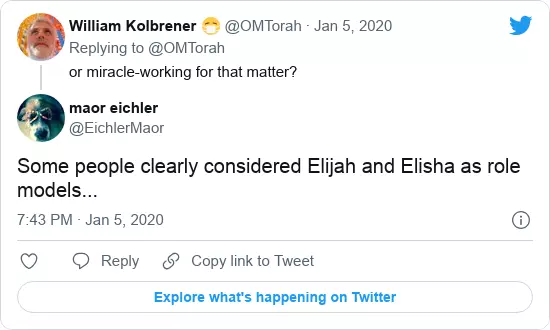 William Kolbrener 😷 @OMTorah · Jan 5, 2020
Replying to @OMTorah
or miracle-working for that matter?
maor eichler
@EichlerMaor
Some people clearly considered Elijah and Elisha as role
models...
7:43 PM · Jan 5, 2020
Reply Copy link to Tweet
Explore what's happening on Twitter